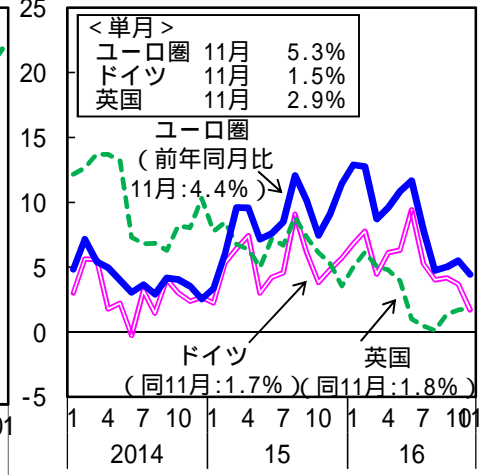 25
20
15
10
5
0
-5
<単月>
ユーロ圏 11月 5.3%
ドイツ 11月 1.5%
英国 11月 2.9%
ユーロ圏
(前年同月比
11月:4.4%)
ドイツ
(同11月:1.7%)
英国
(同11月:1.8%)
01
1 4 7 10 1 4 7 10 1 4 7 10 1
2014 15 16